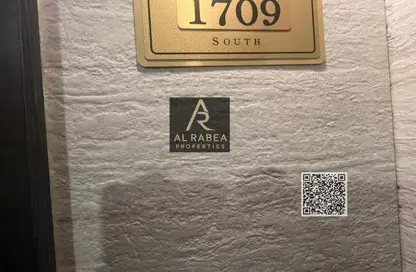 1709
SOUTH
AL RABEA
PROPERTIES